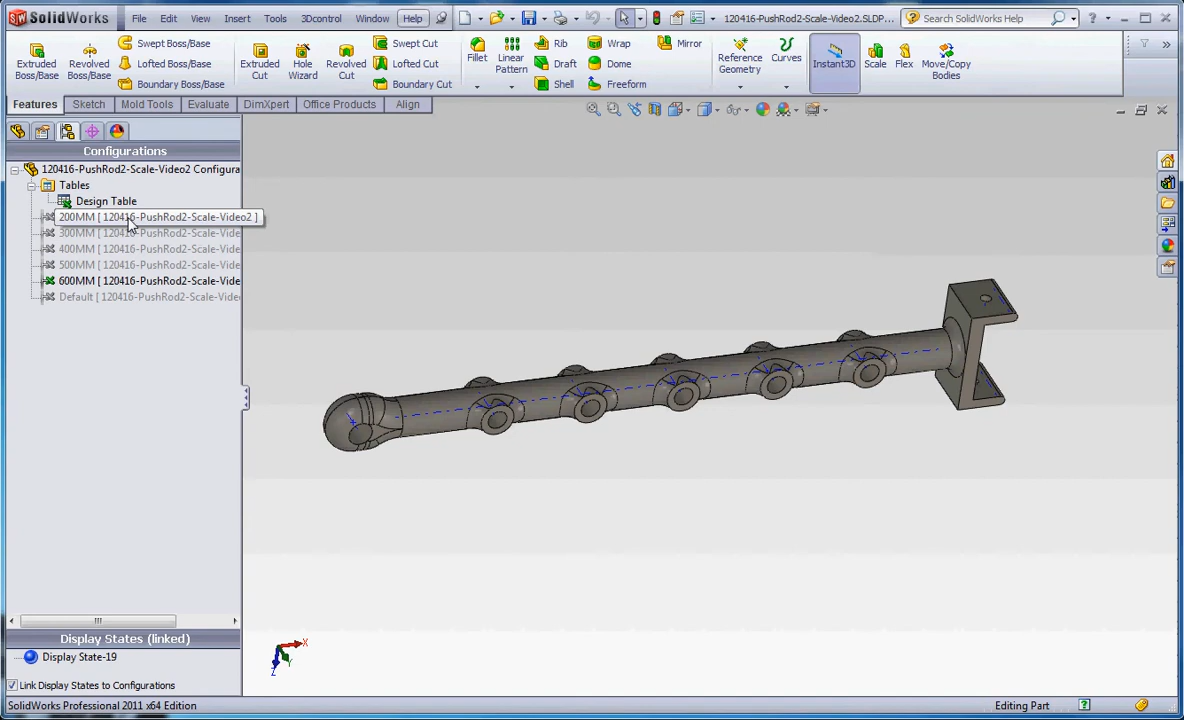 SolidWorks File Edit View Insert Tools 3Dcontrol Window Help 120416-PushRod2-Scale-Video2.SLDP... Search SolidWorks Help
Extruded Boss/Base
Revolved Boss/Base
Swept Boss/Base
Lofted Boss/Base
Boundary Boss/Base
Extruded Cut
Hole Wizard
Revolved Cut
Swept Cut
Lofted Cut
Boundary Cut
Fillet
Linear Pattern
Rib
Draft
Shell
Wrap
Dome
Freeform
Mirror
Reference Geometry
Curves
Instant3D
Scale
Flex
Move/Copy Bodies
Features Sketch Mold Tools Evaluate DimXpert Office Products Align
Configurations
120416-PushRod2-Scale-Video2 Configura
Tables
Design Table
200MM [ 120416-PushRod2-Scale-Video2 ]
300MM [ 120416-PushRod2-Scale-Vide
400MM [ 120416-PushRod2-Scale-Vide
500MM [ 120416-PushRod2-Scale-Vide
600MM [ 120416-PushRod2-Scale-Vide
Default [ 120416-PushRod2-Scale-Vide
X
Y
Z
Display States (linked)
Display State-19
Link Display States to Configurations
SolidWorks Professional 2011 x64 Edition Editing Part